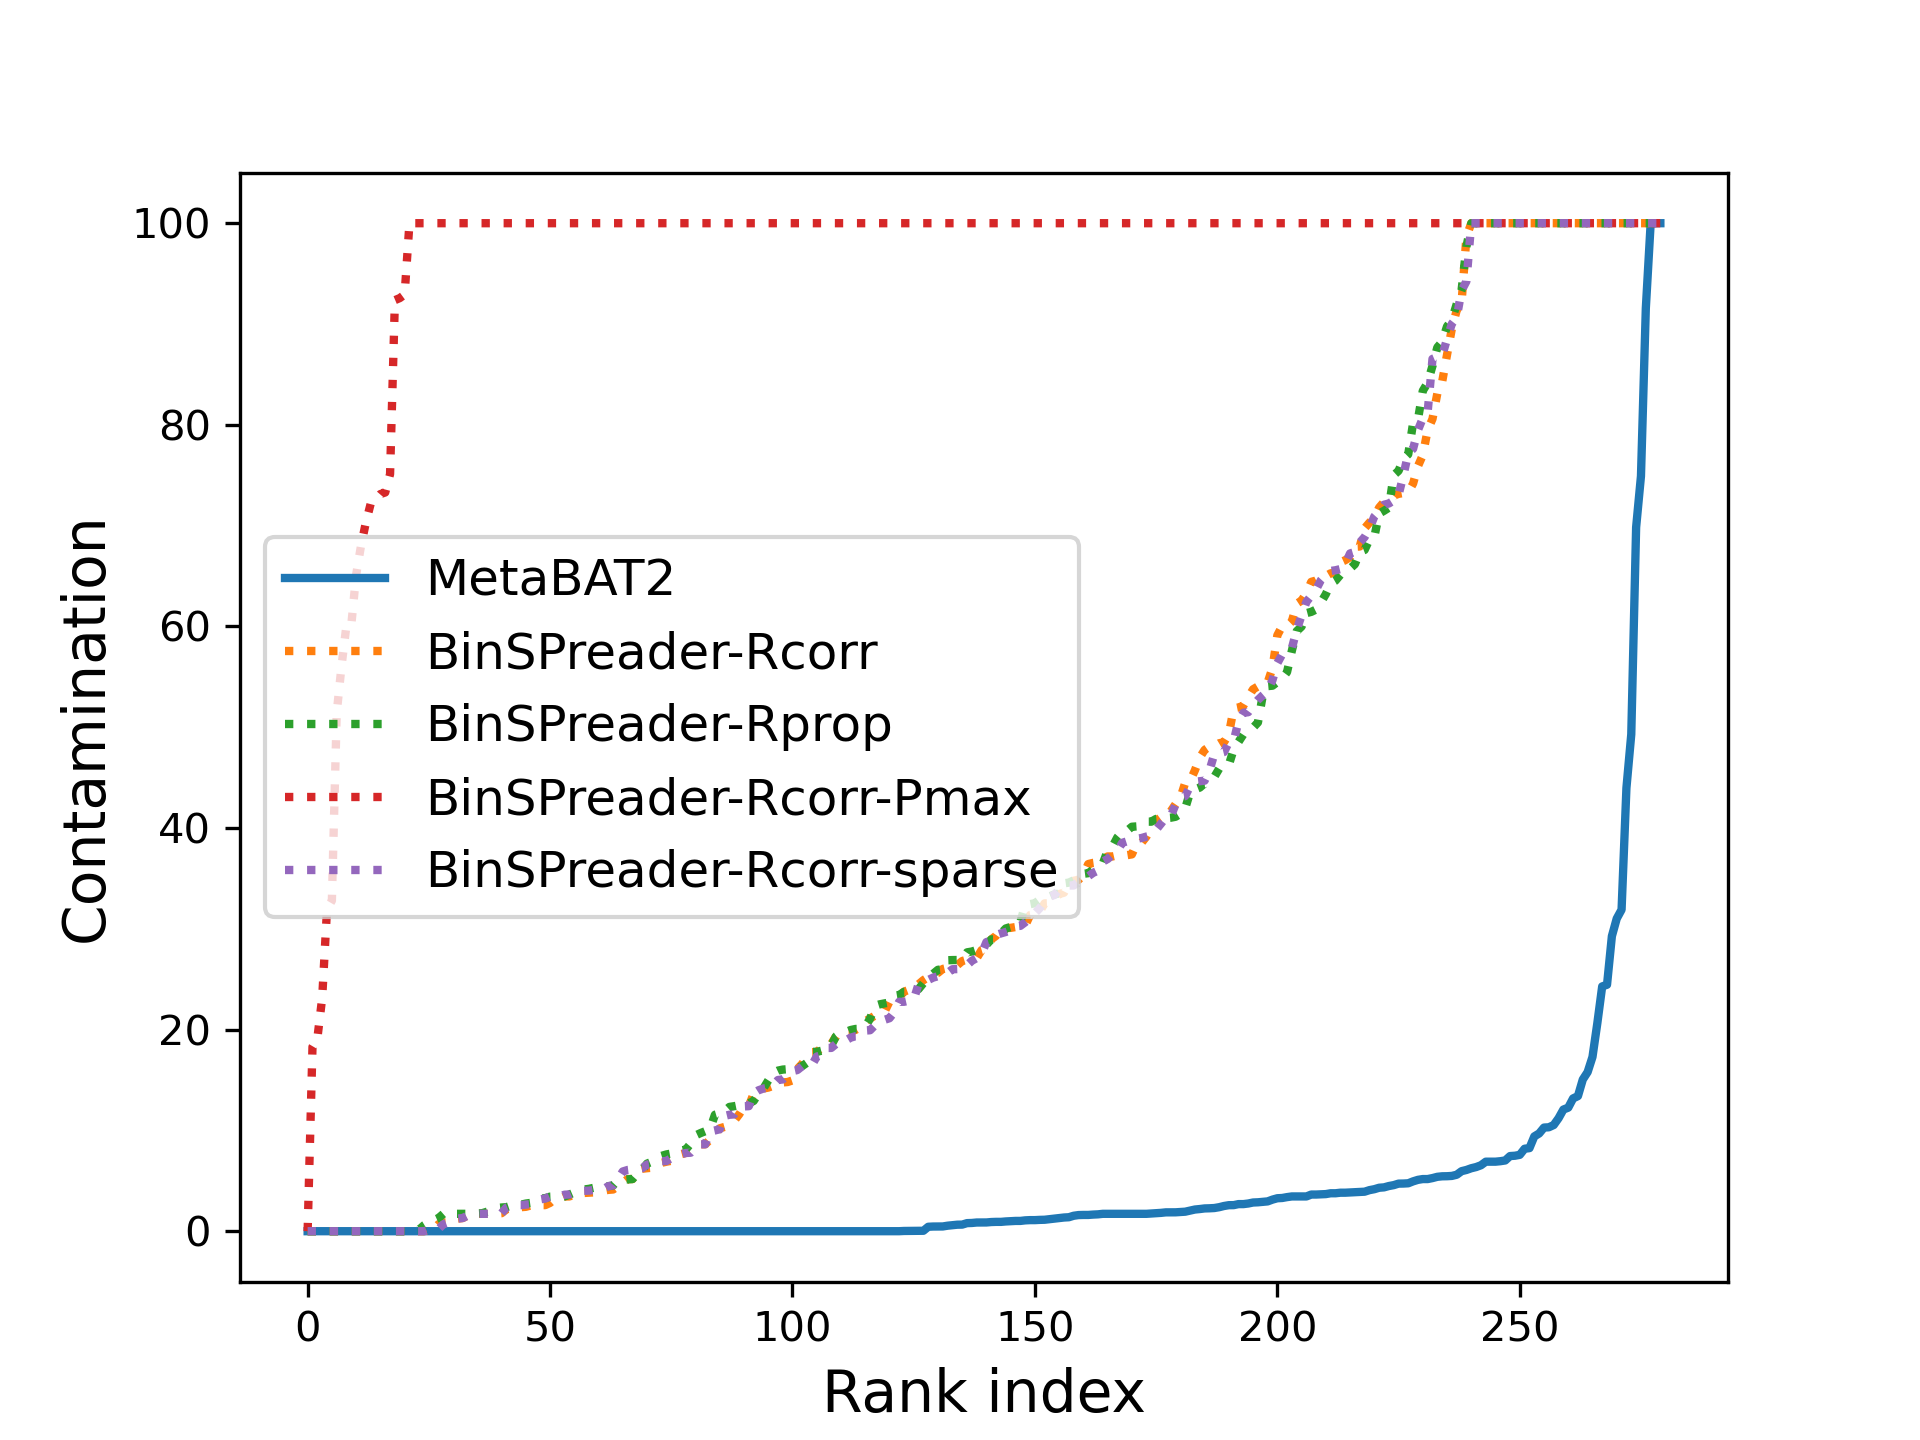 100
80
60
40
20
0
Contamination
MetaBAT2
BinSPreader-Rcorr
BinSPreader-Rprop
BinSPreader-Rcorr-Pmax
BinSPreader-Rcorr-sparse
0 50 100 150 200 250
Rank index